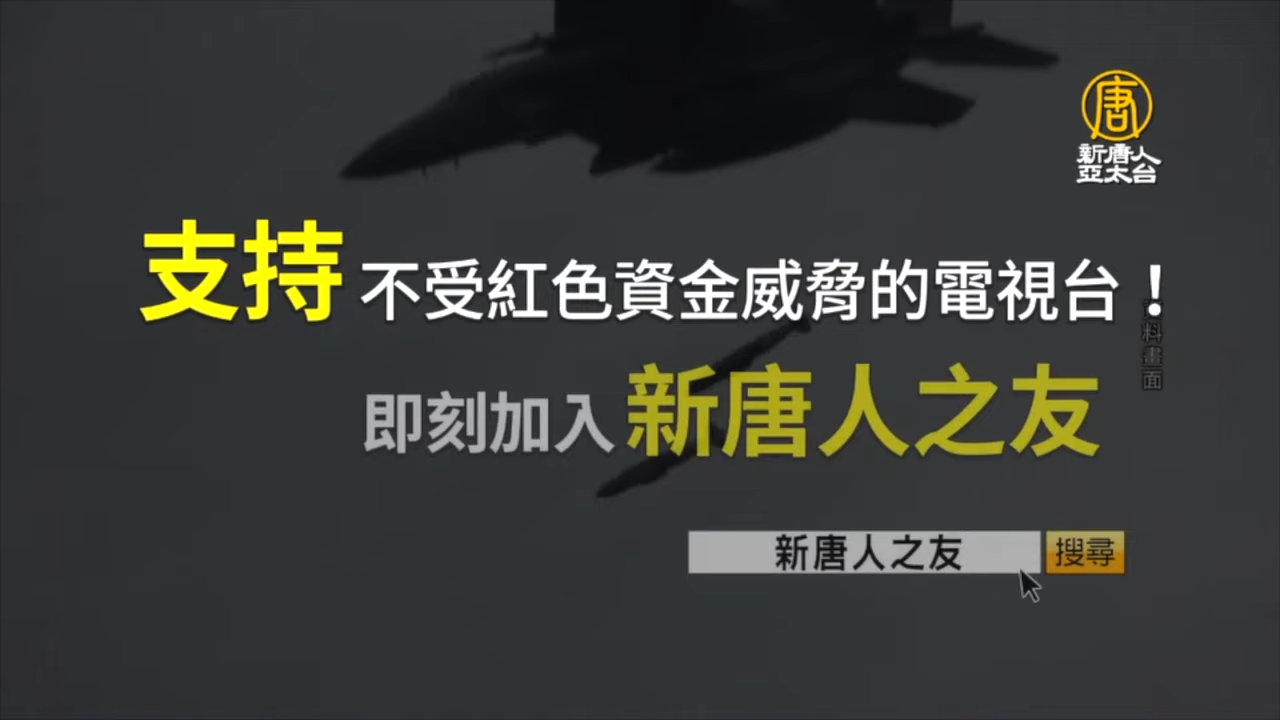 唐
新唐人
亞太台
支持 不受紅色資金威脅的電視台！
料畫面
即刻加入 新唐人之友
新唐人之友 搜尋